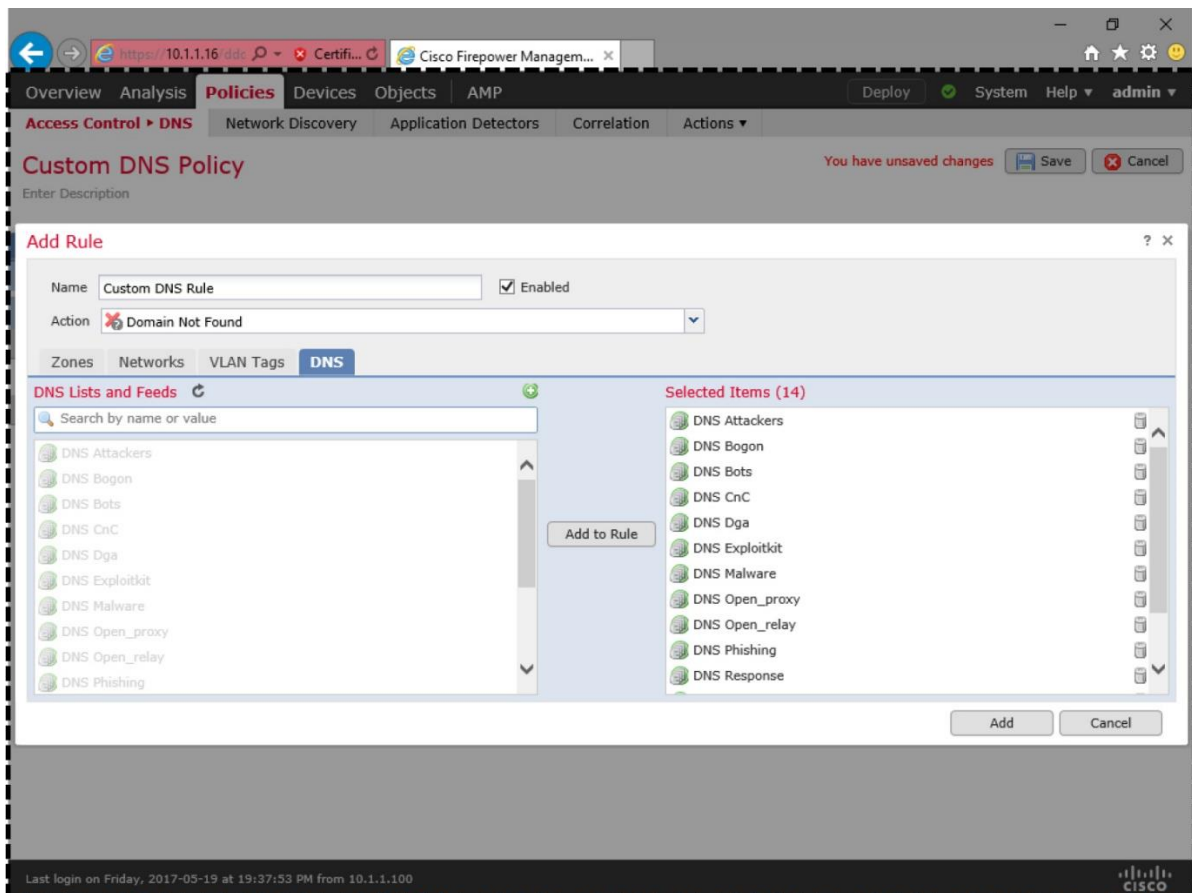 https://10.1.1.16/ddc Certifi... Cisco Firepower Managem...
Overview Analysis Policies Devices Objects AMP Deploy System Help admin
Access Control ▸ DNS Network Discovery Application Detectors Correlation Actions
Custom DNS Policy
You have unsaved changes Save Cancel
Enter Description
Add Rule ?
Name Custom DNS Rule Enabled
Action Domain Not Found
Zones Networks VLAN Tags DNS
DNS Lists and Feeds
Search by name or value
DNS Attackers
DNS Bogon
DNS Bots
DNS CnC
DNS Dga
DNS Exploitkit
DNS Malware
DNS Open_proxy
DNS Open_relay
DNS Phishing
Add to Rule
Selected Items (14)
DNS Attackers
DNS Bogon
DNS Bots
DNS CnC
DNS Dga
DNS Exploitkit
DNS Malware
DNS Open_proxy
DNS Open_relay
DNS Phishing
DNS Response
Add Cancel
Last login on Friday, 2017-05-19 at 19:37:53 PM from 10.1.1.100
CISCO